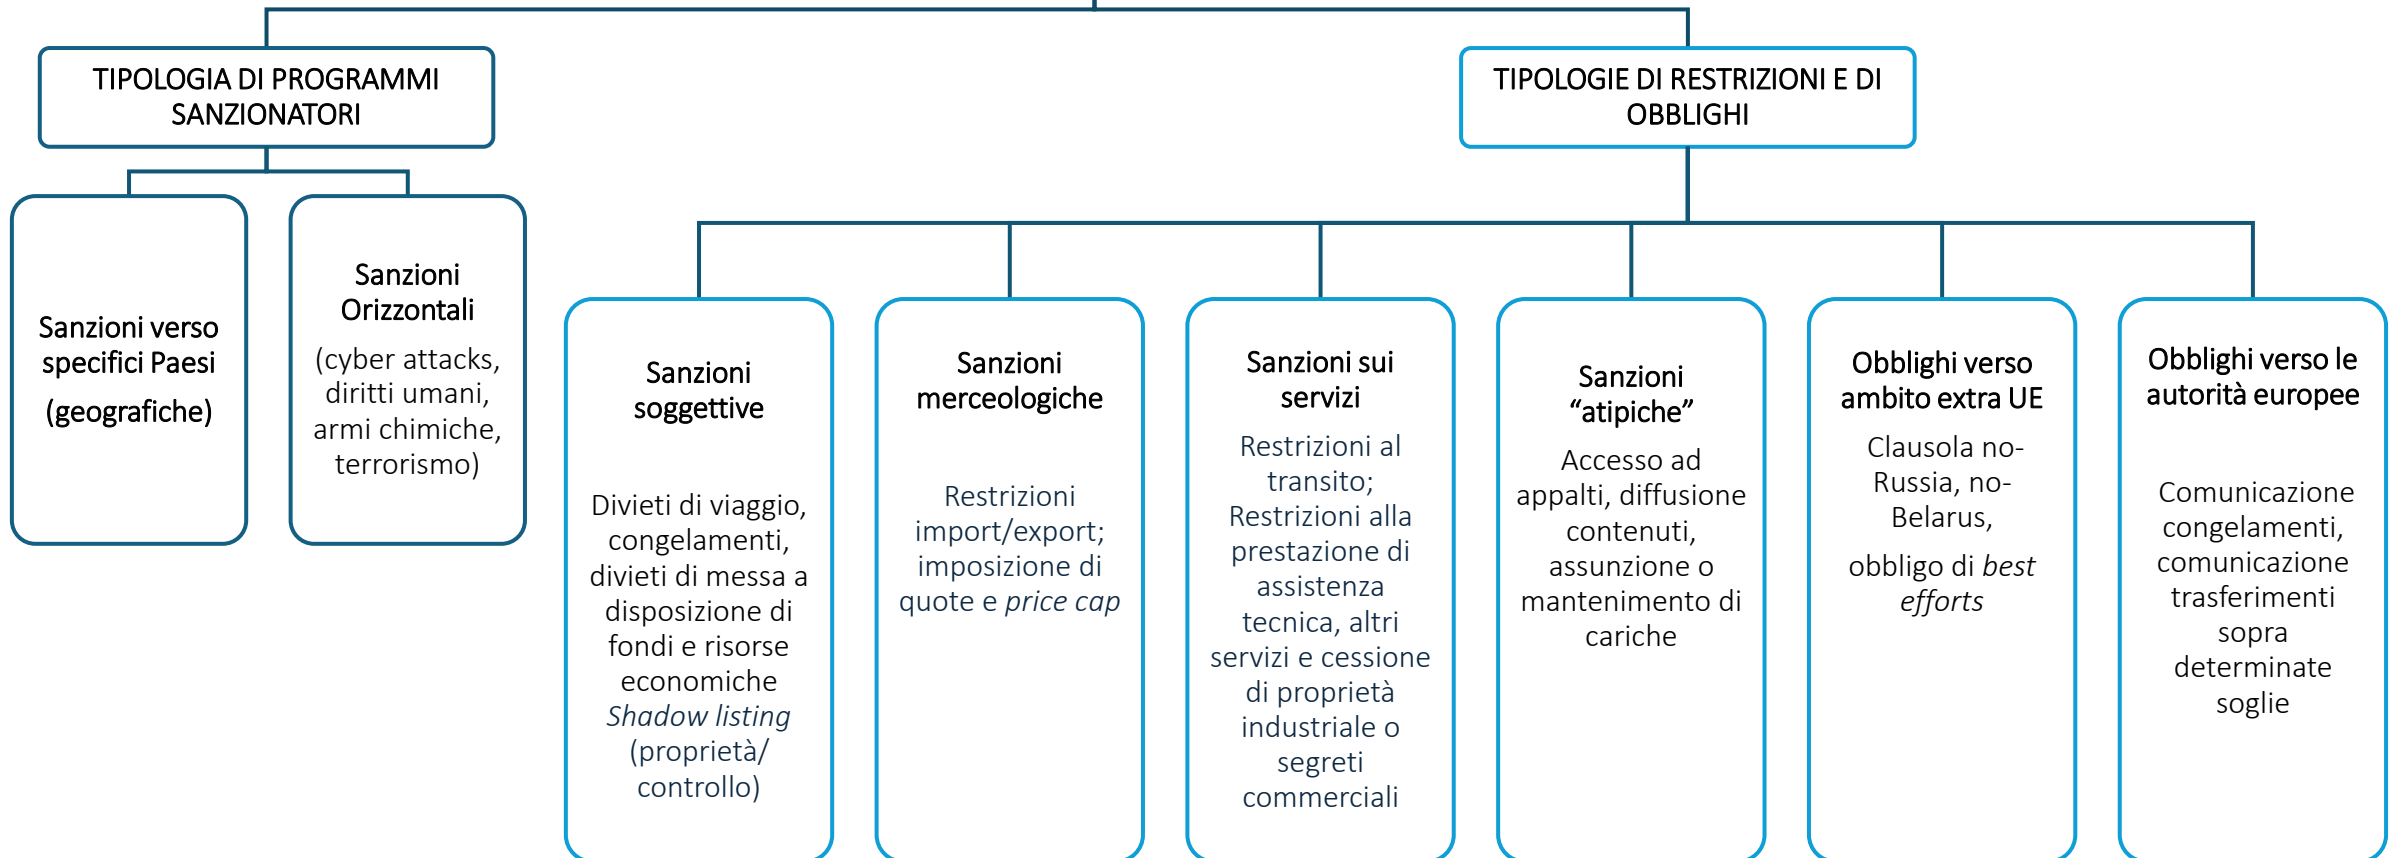 TIPOLOGIA DI PROGRAMMI
SANZIONATORI
TIPOLOGIE DI RESTRIZIONI E DI
OBBLIGHI
Sanzioni verso
specifici Paesi
(geografiche)
Sanzioni
Orizzontali
(cyber attacks,
diritti umani,
armi chimiche,
terrorismo)
Sanzioni
soggettive
Divieti di viaggio,
congelamenti,
divieti di messa a
disposizione di
fondi e risorse
economiche
Shadow listing
(proprietà/
controllo)
Sanzioni
merceologiche
Restrizioni
import/export;
imposizione di
quote e price cap
Sanzioni sui
servizi
Restrizioni al
transito;
Restrizioni alla
prestazione di
assistenza
tecnica, altri
servizi e cessione
di proprietà
industriale o
segreti
commerciali
Sanzioni
“atipiche”
Accesso ad
appalti, diffusione
contenuti,
assunzione o
mantenimento di
cariche
Obblighi verso
ambito extra UE
Clausola no-
Russia, no-
Belarus,
obbligo di best
efforts
Obblighi verso le
autorità europee
Comunicazione
congelamenti,
comunicazione
trasferimenti
sopra
determinate
soglie